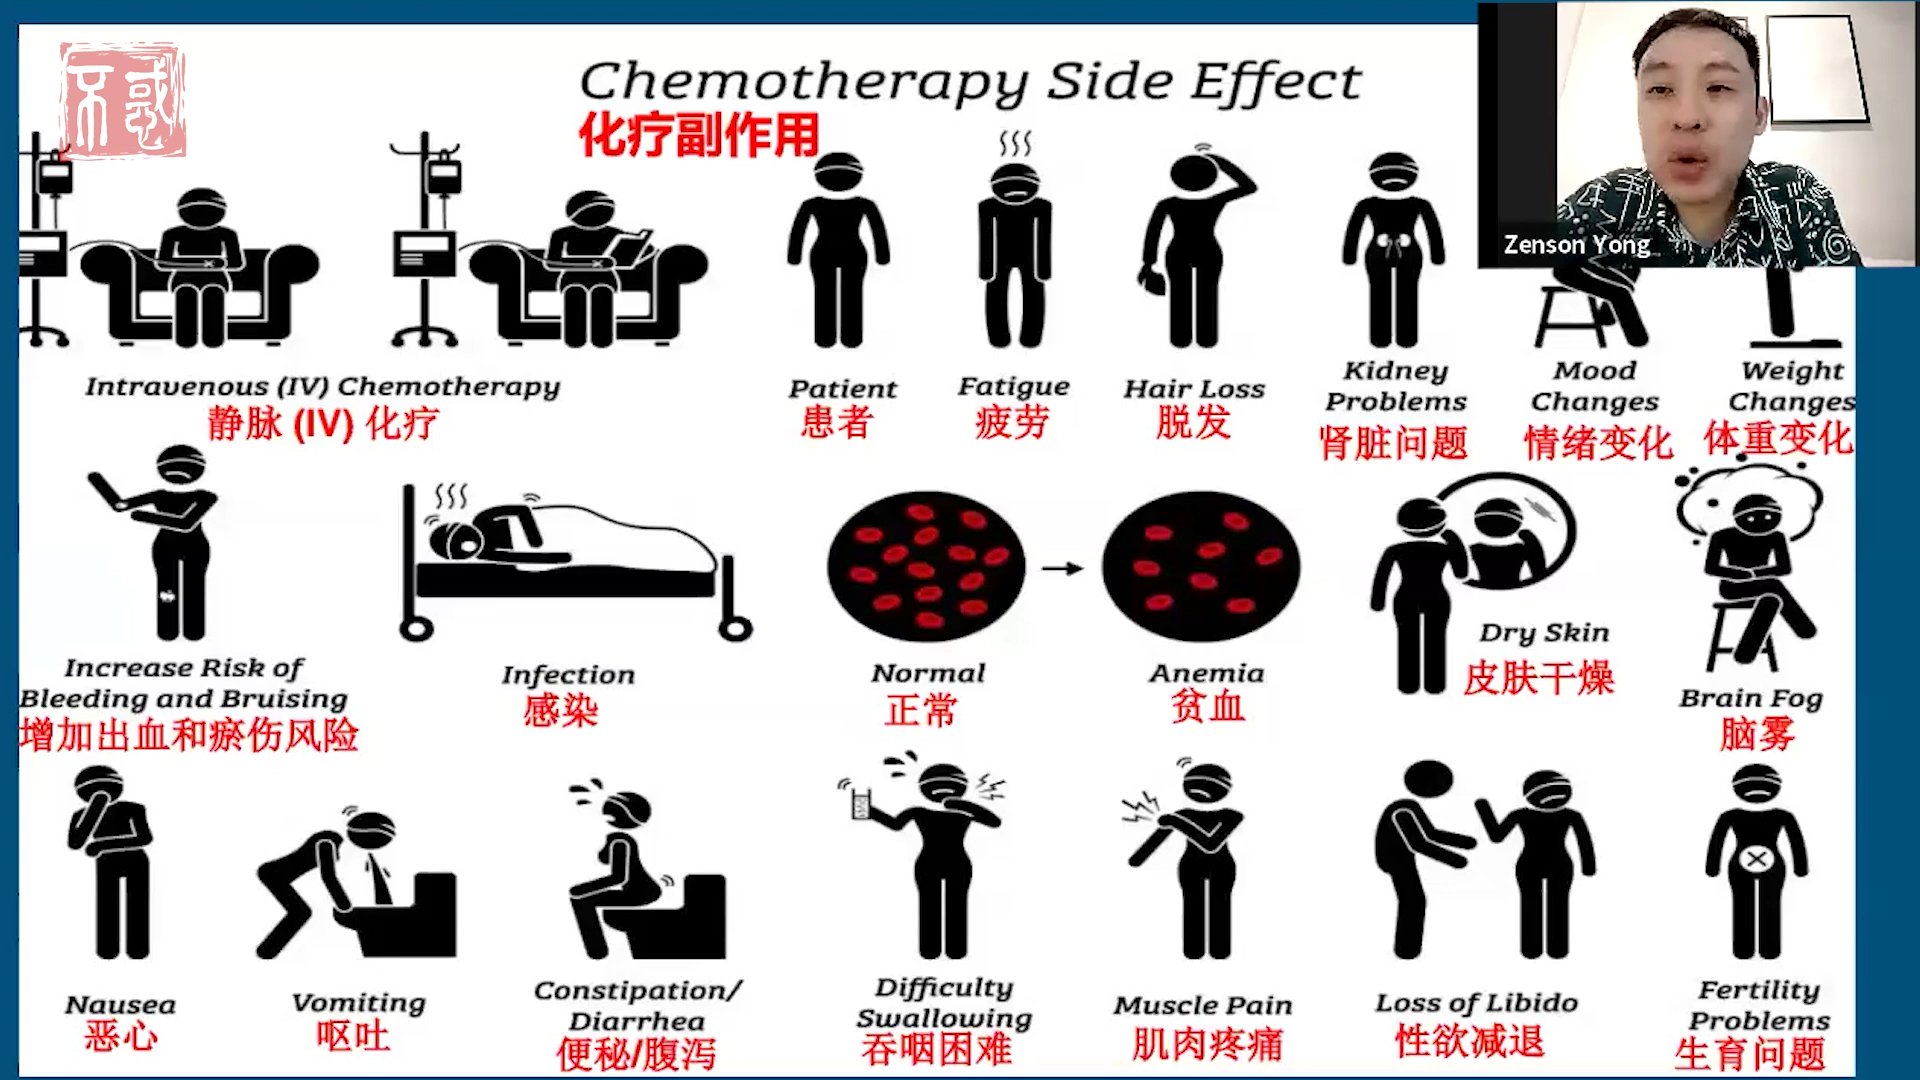 不惑
Chemotherapy Side Effect
化疗副作用
Zenson Yong
Intravenous (IV) Chemotherapy
静脉 (IV) 化疗
Patient
患者
Fatigue
疲劳
Hair Loss
脱发
Kidney
Problems
肾脏问题
Mood
Changes
情绪变化
Weight
Changes
体重变化
Increase Risk of
Bleeding and Bruising
增加出血和瘀伤风险
Infection
感染
Normal
正常
Anemia
贫血
Dry Skin
皮肤干燥
Brain Fog
脑雾
Nausea
恶心
Vomiting
呕吐
Constipation/
Diarrhea
便秘/腹泻
Difficulty
Swallowing
吞咽困难
Muscle Pain
肌肉疼痛
Loss of Libido
性欲减退
Fertility
Problems
生育问题